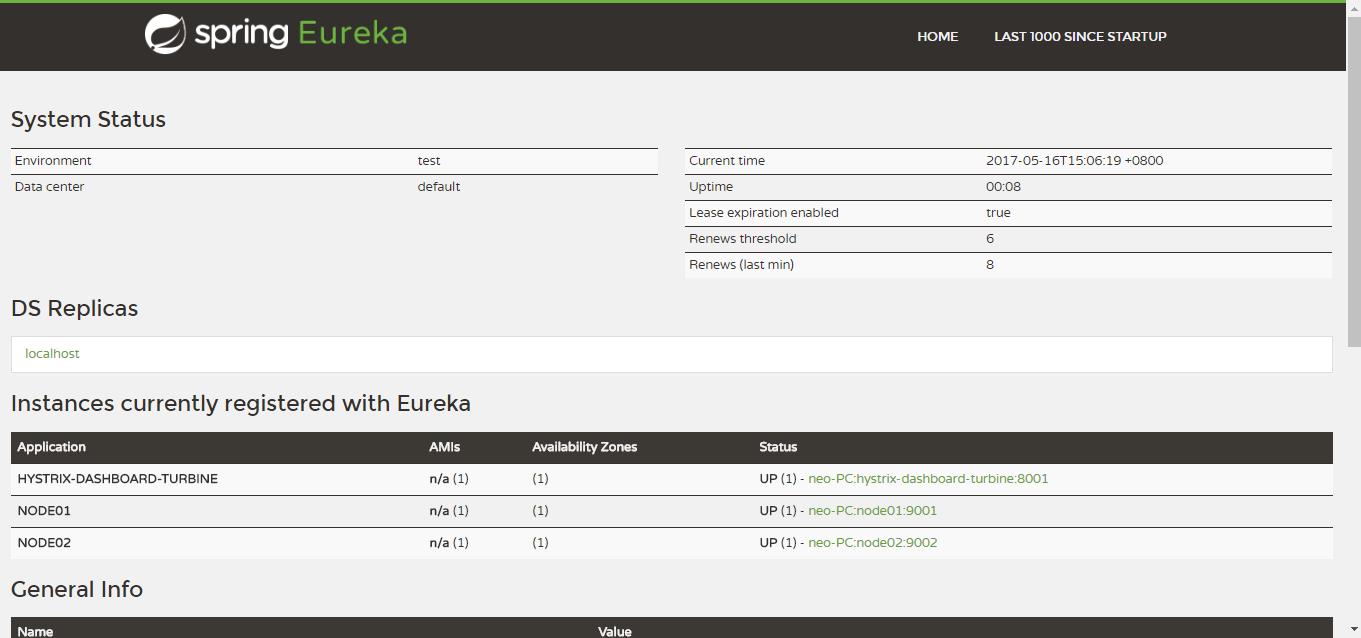 spring Eureka
HOME LAST 1000 SINCE STARTUP
System Status
Environment test
Data center default
Current time 2017-05-16T15:06:19 +0800
Uptime 00:08
Lease expiration enabled true
Renews threshold 6
Renews (last min) 8
DS Replicas
localhost
Instances currently registered with Eureka
Application AMIs Availability Zones Status
HYSTRIX-DASHBOARD-TURBINE n/a (1) (1) UP (1) - neo-PC:hystrix-dashboard-turbine:8001
NODE01 n/a (1) (1) UP (1) - neo-PC:node01:9001
NODE02 n/a (1) (1) UP (1) - neo-PC:node02:9002
General Info
Name Value